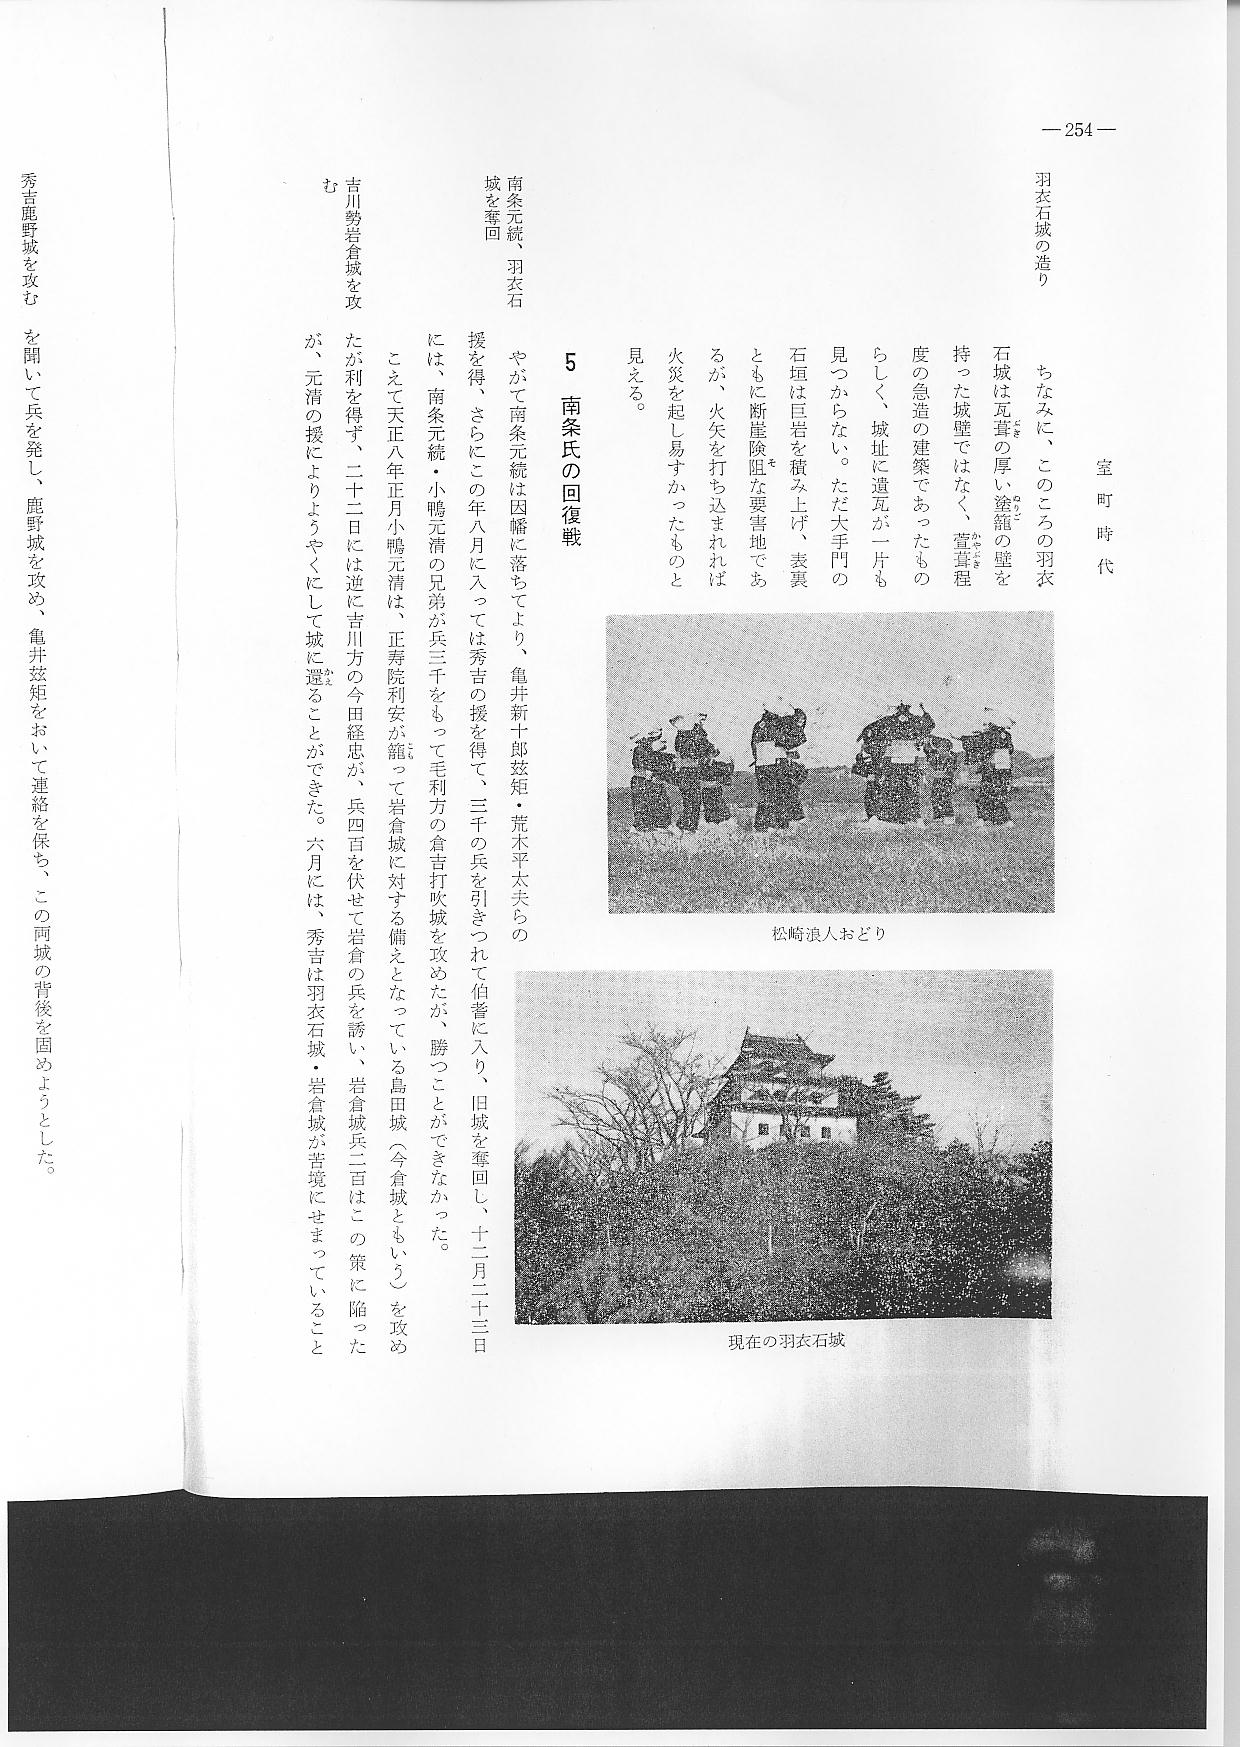 ―254―
室町時代
羽衣石城の造り
ちなみに、このころの羽衣
石城は瓦葺の厚い塗籠の壁を
持った城壁ではなく、萱葺程
度の急造の建築であったもの
らしく、城址に遺瓦が一片も
見つからない。ただ大手門の
石垣は巨岩を積み上げ、表裏
ともに断崖険阻な要害地であ
るが、火矢を打ち込まれれば
火災を起し易すかったものと
見える。
松崎浪人おどり
現在の羽衣石城
5 南条氏の回復戦
南条元続、羽衣石
城を奪回
やがて南条元続は因幡に落ちてより、亀井新十郎玆矩・荒木平太夫らの
援を得、さらにこの年八月に入っては秀吉の援を得て、三千の兵を引きつれて伯耆に入り、旧城を奪回し、十二月二十三日
には、南条元続・小鴨元清の兄弟が兵三千をもって毛利方の倉吉打吹城を攻めたが、勝つことができなかった。
吉川勢岩倉城を攻
む
こえて天正八年正月小鴨元清は、正寿院利安が籠って岩倉城に対する備えとなっている島田城（今倉城ともいう）を攻め
たが利を得ず、二十二日には逆に吉川方の今田経忠が、兵四百を伏せて岩倉の兵を誘い、岩倉城兵二百はこの策に陥った
が、元清の援によりようやくにして城に還ることができた。六月には、秀吉は羽衣石城・岩倉城が苦境にせまっていること
秀吉鹿野城を攻む
を聞いて兵を発し、鹿野城を攻め、亀井玆矩をおいて連絡を保ち、この両城の背後を固めようとした。